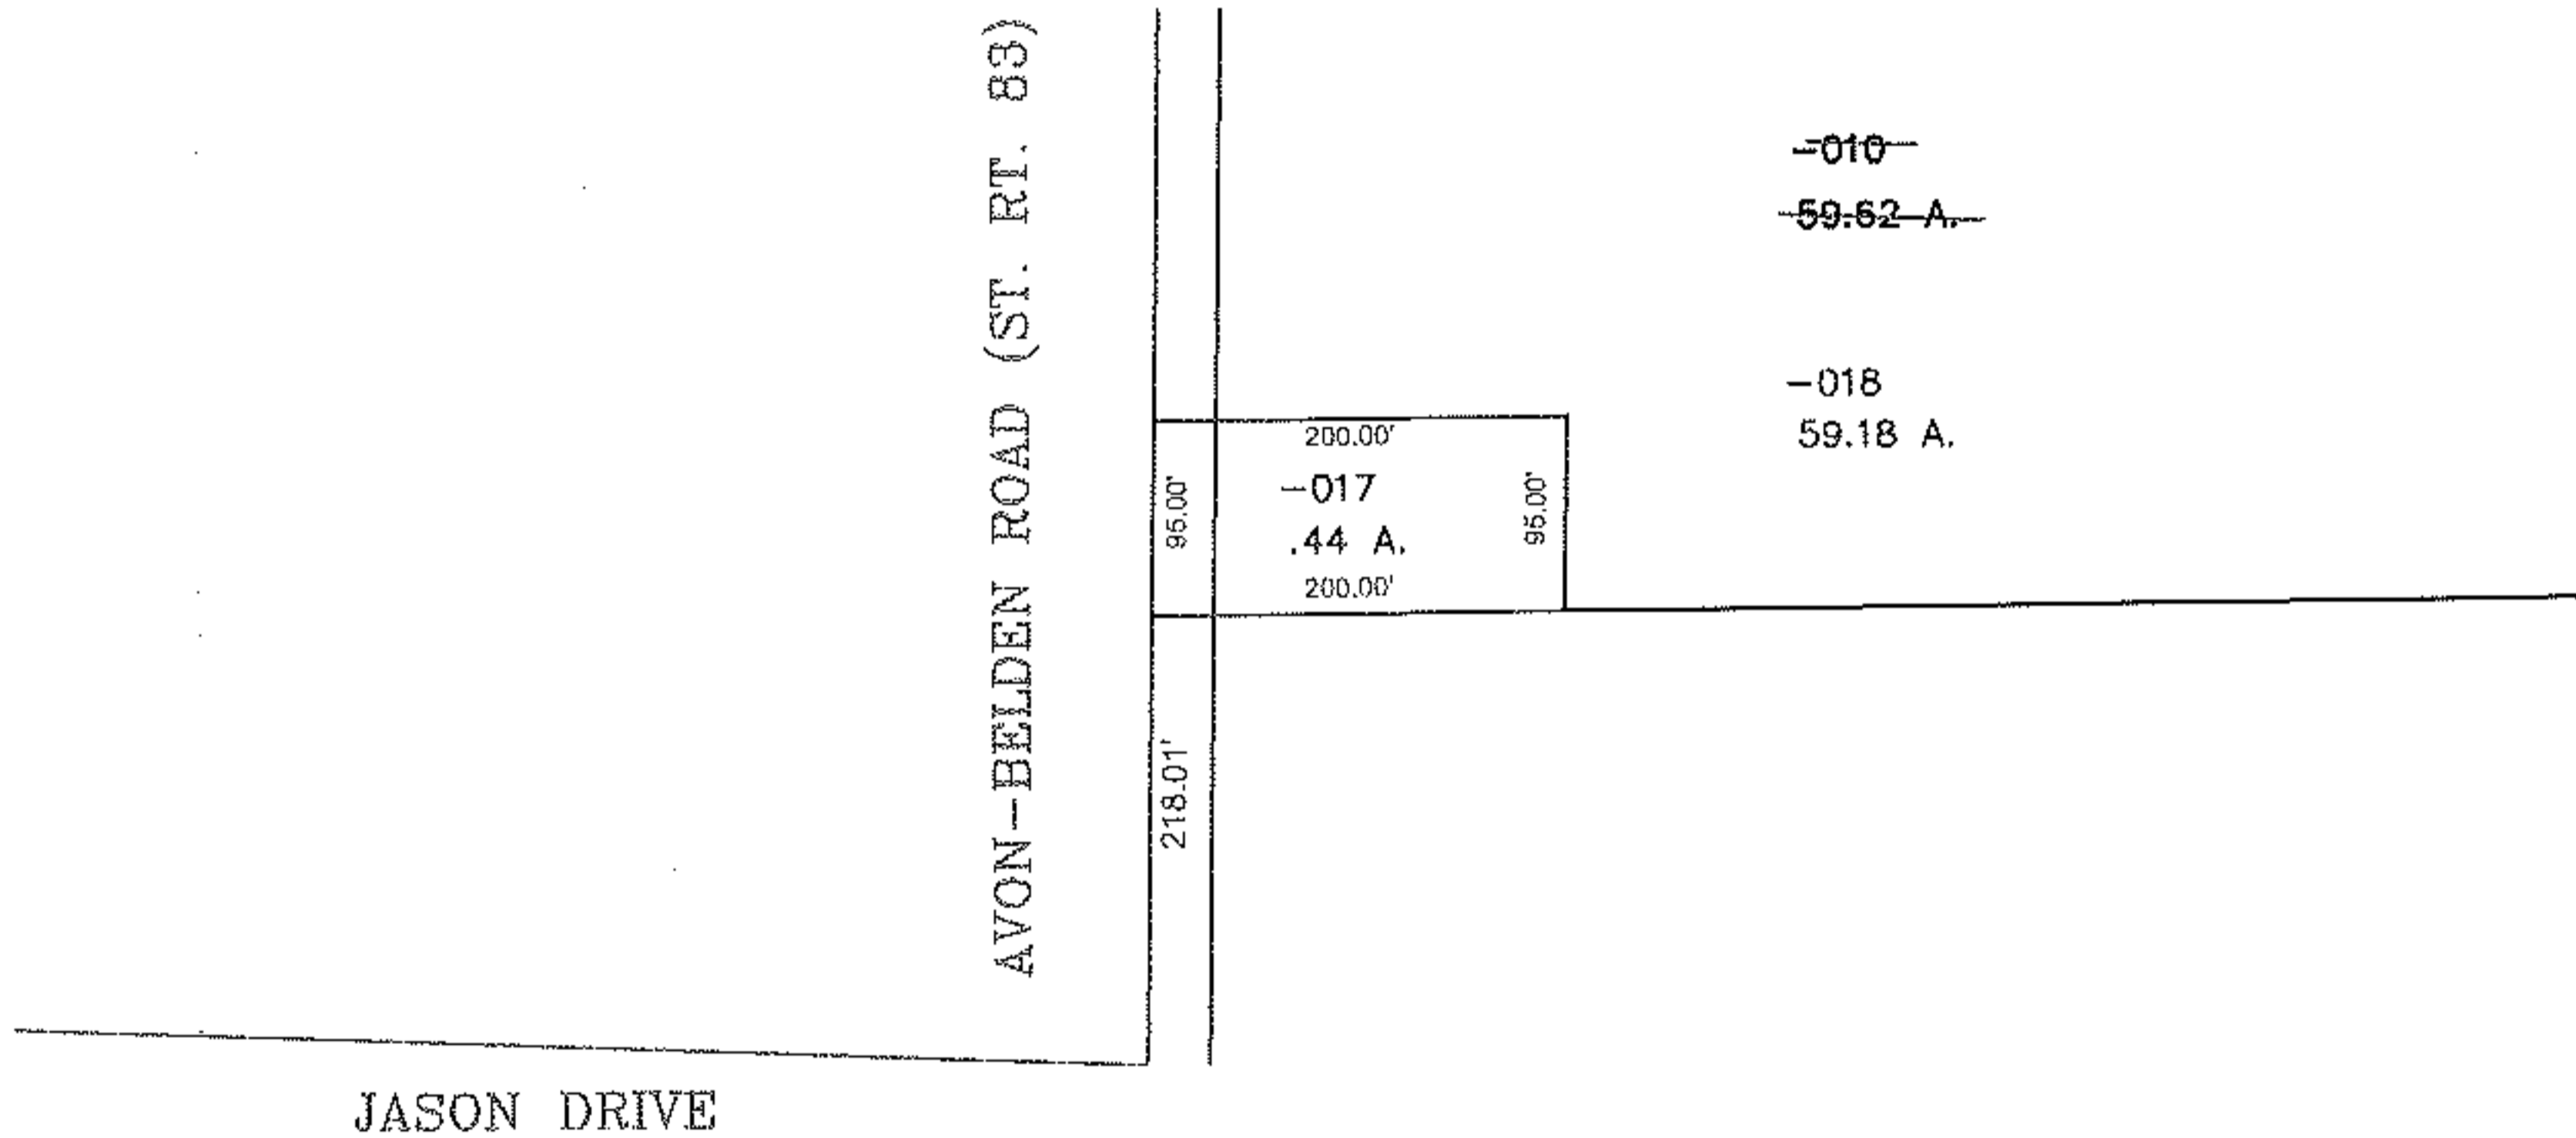 AVON-BELDEN ROAD (ST. RT. 83)
-010
59.62 A.
-018
59.18 A.
200.00'
95.00'
-017
.44 A.
95.00'
200.00'
218.01'
JASON DRIVE